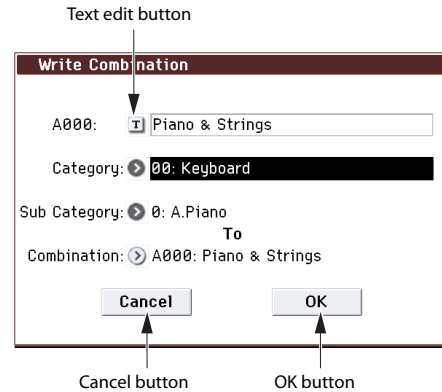 Text edit button
Write Combination
A000: T Piano & Strings
Category: 00: Keyboard
Sub Category: 0: A.Piano
To
Combination: A000: Piano & Strings
Cancel OK
Cancel button OK button